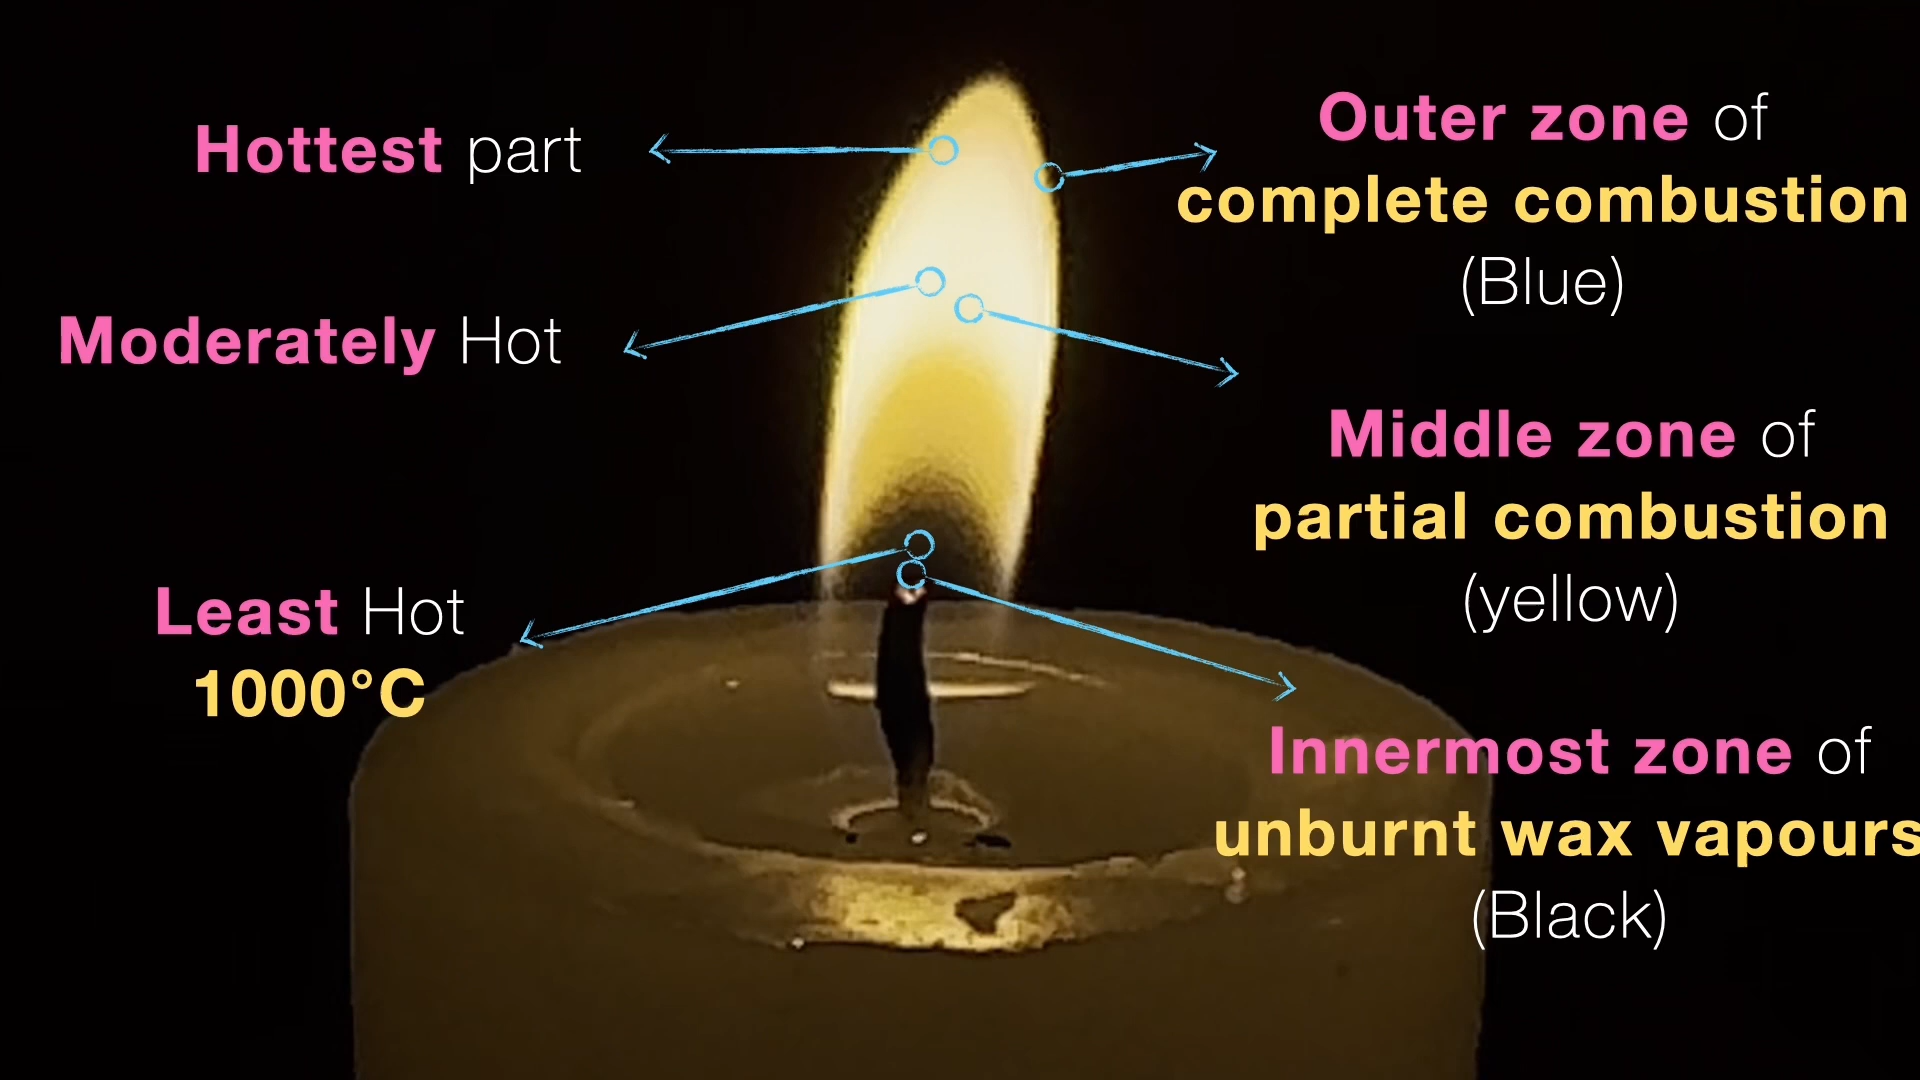 Hottest part
Moderately Hot
Least Hot
1000°C
Outer zone of
complete combustion
(Blue)
Middle zone of
partial combustion
(yellow)
Innermost zone of
unburnt wax vapours
(Black)